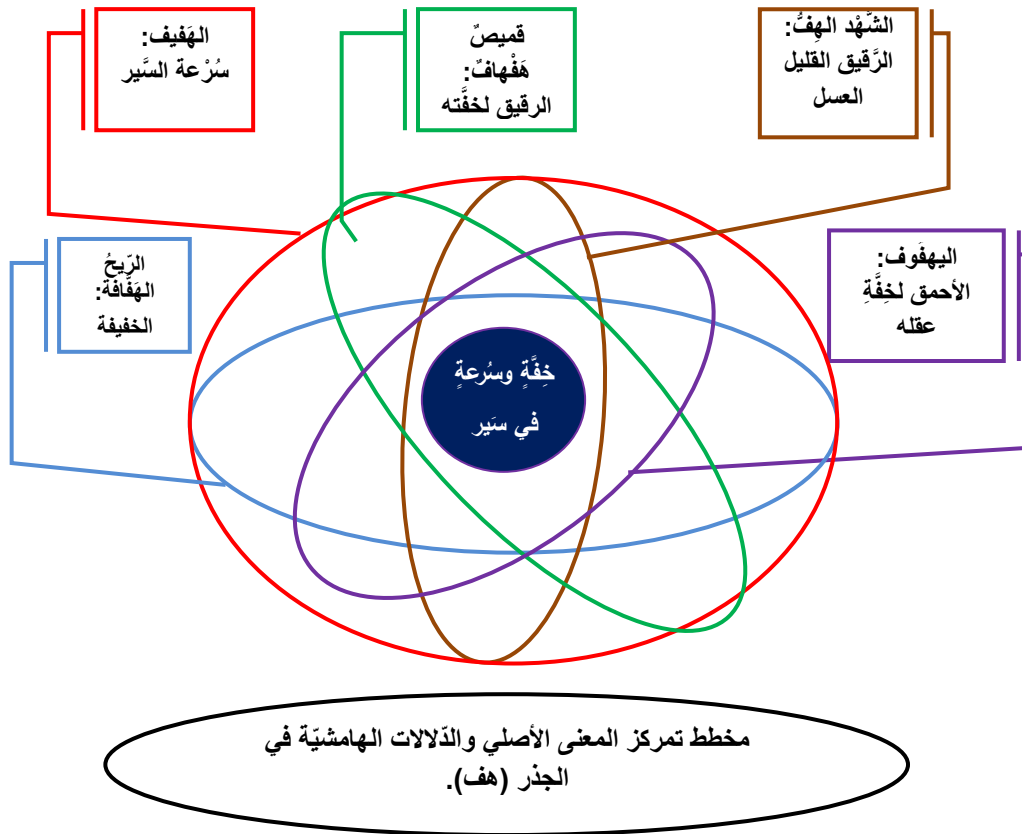 الشَّهْد الهِفُّ:
الرَّقيق القليل
العسل
قميصٌ
هَفْهافٌ:
الرقيق لخفَّته
الهَفيف:
سُرْعة السَّير
اليهفَوف:
الأحمق لخِفَّةِ
عقله
الرّيحُ
الهَفّافة:
الخفيفة
خِفَّةٍ وسُرعةٍ
في سَير
مخطط تمركز المعنى الأصلي والدّلالات الهامشيّة في
الجذر (هف).